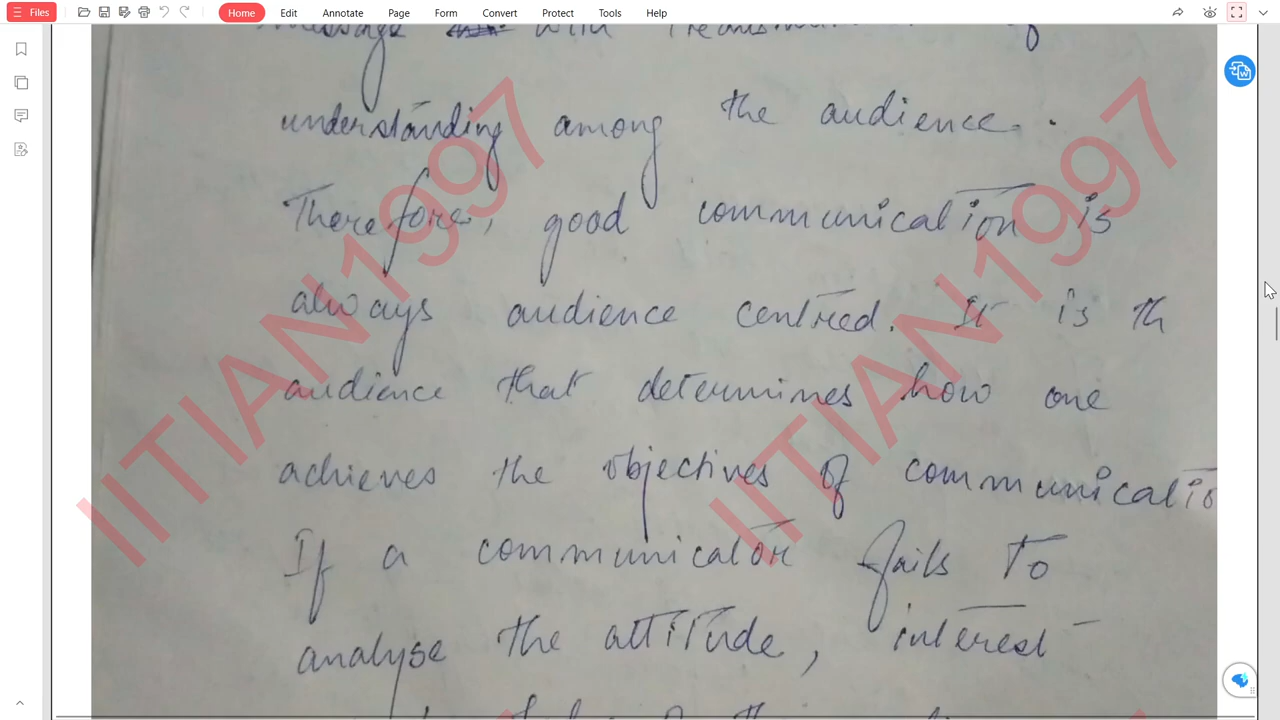 Files Home Edit Annotate Page Form Convert Protect Tools Help
message with
understanding among the audience.
Therefore, good communication is
always audience centred. It is th
audience that determines how one
achieves the objectives of communicatio
If a communicator fails to
analyse the attitude, interest
IITIAN1997
IITIAN1997